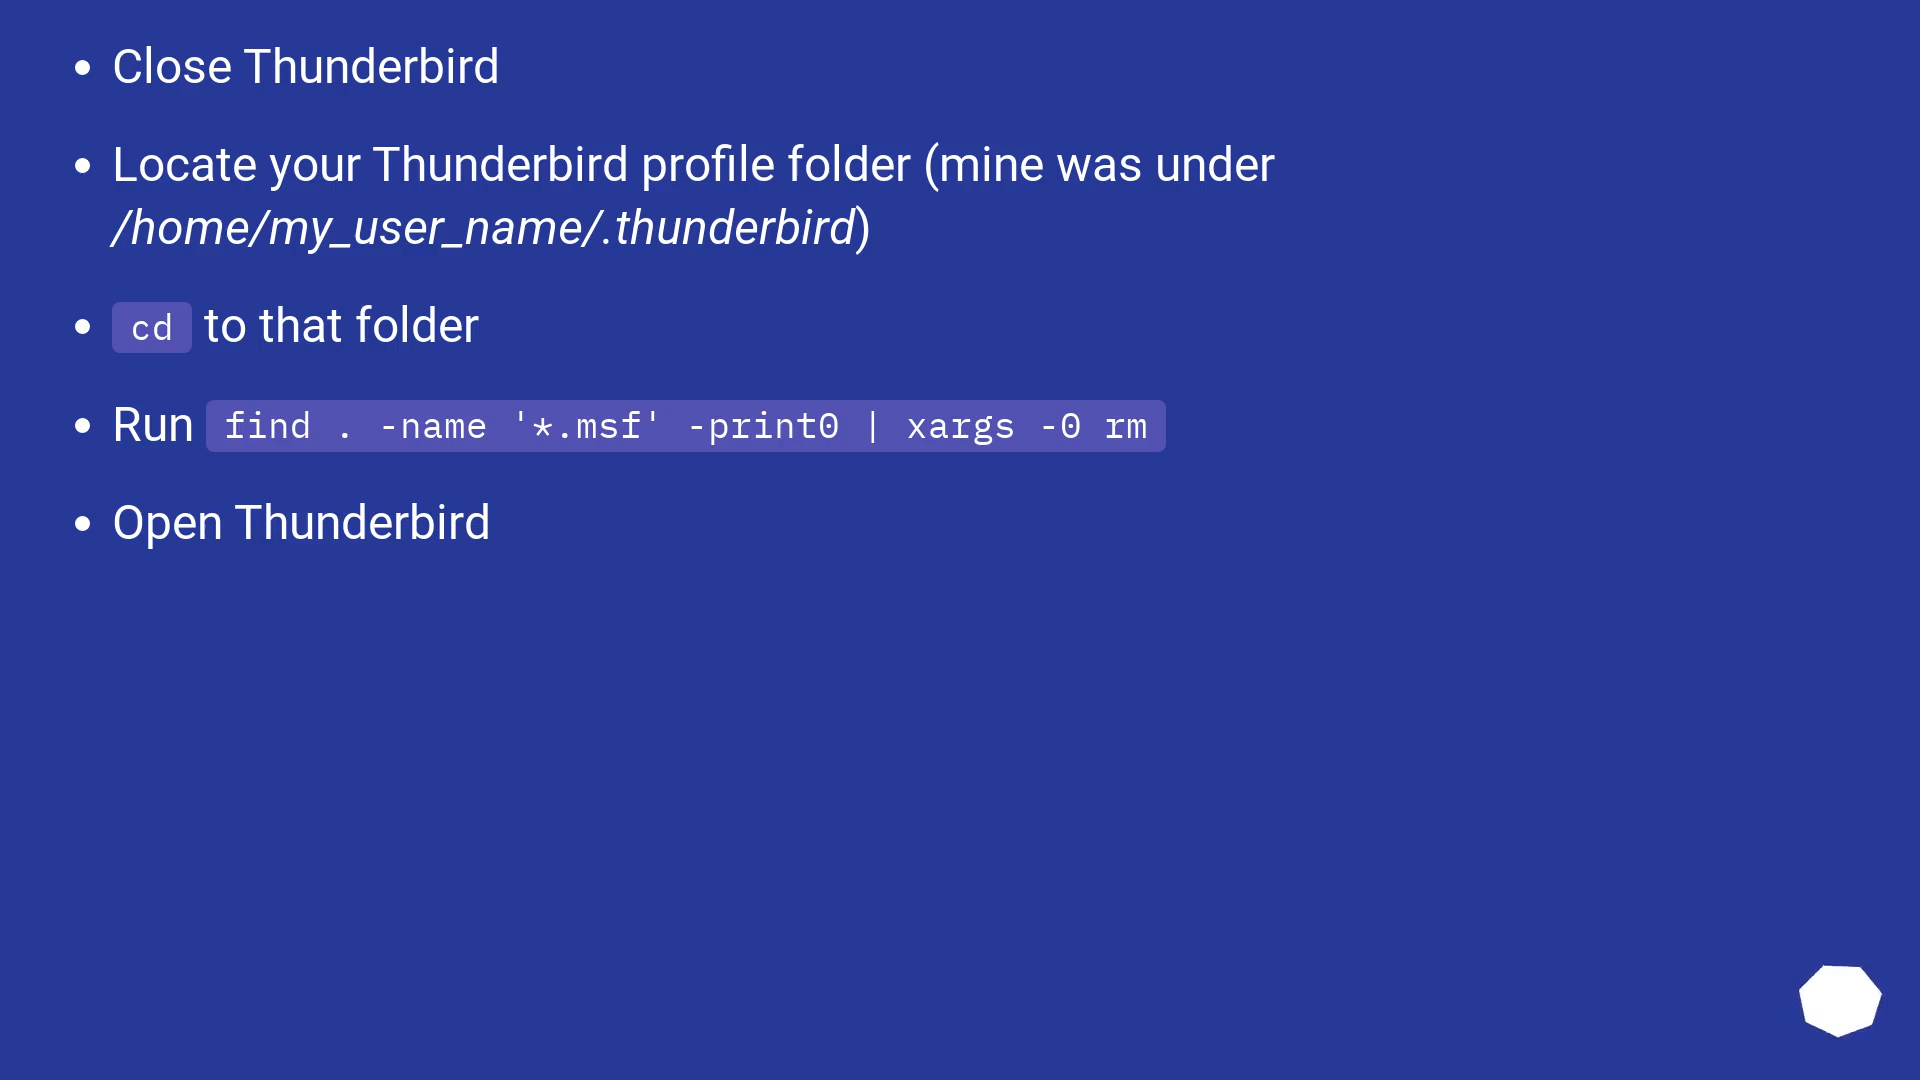 • Close Thunderbird
• Locate your Thunderbird profile folder (mine was under
/home/my_user_name/.thunderbird)
• cd to that folder
• Run find . -name '*.msf' -print0 | xargs -0 rm
• Open Thunderbird